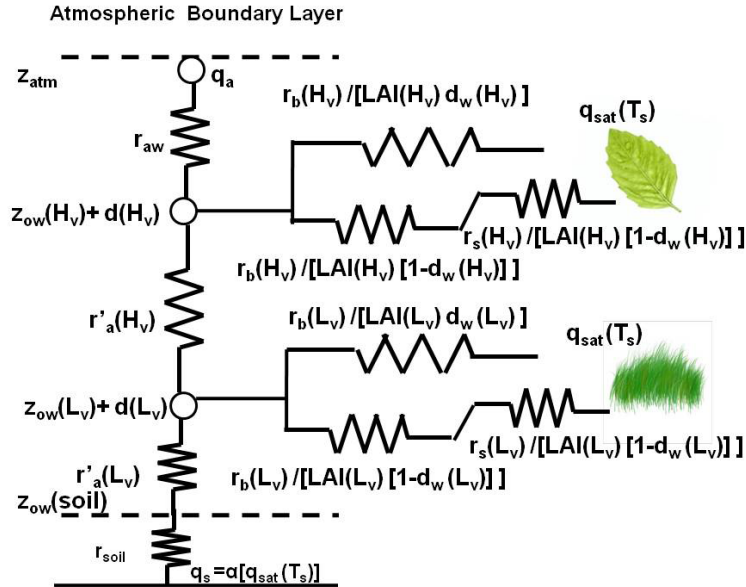 Atmospheric Boundary Layer
z_atm
q_a
r_b(H_v) /[LAI(H_v) d_w(H_v) ]
q_sat(T_s)
r_aw
z_ow(H_v)+ d(H_v)
r_s(H_v) /[LAI(H_v) [1-d_w(H_v)] ]
r_b(H_v) /[LAI(H_v) [1-d_w(H_v)] ]
r'_a(H_v)
r_b(L_v) /[LAI(L_v) d_w(L_v) ]
q_sat(T_s)
z_ow(L_v)+ d(L_v)
r_s(L_v) /[LAI(L_v) [1-d_w(L_v)] ]
r'_a(L_v)
r_b(L_v) /[LAI(L_v) [1-d_w(L_v)] ]
z_ow(soil)
r_soil
q_s=α[q_sat(T_s)]